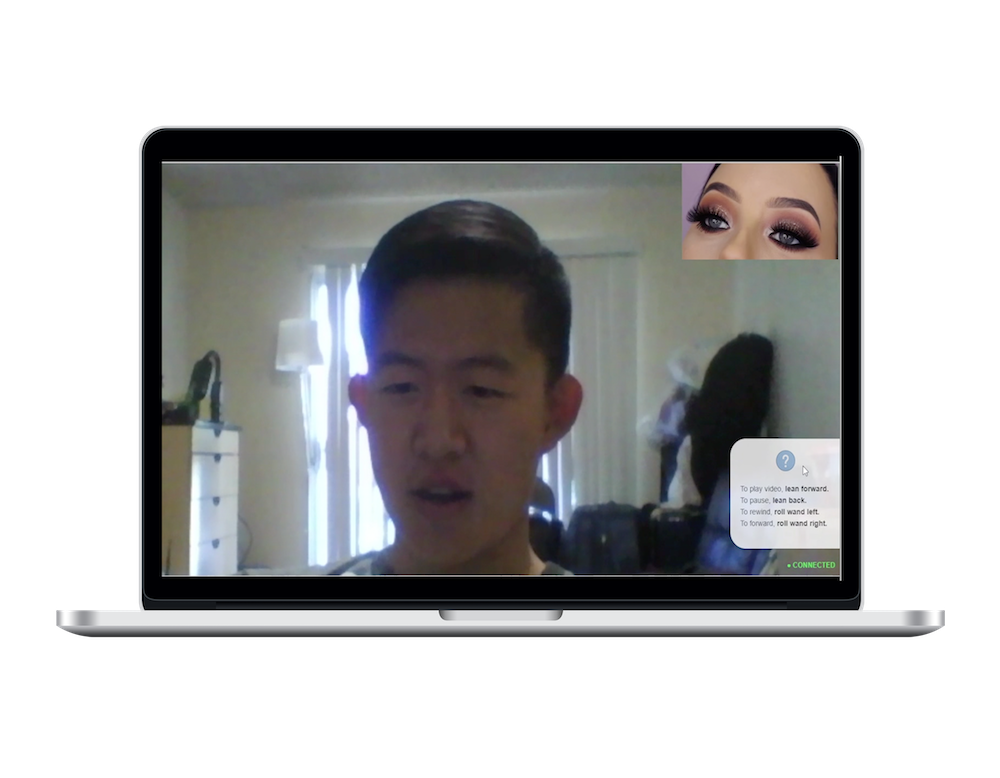 ?
To play video, lean forward.
To pause, lean back.
To rewind, roll wand left.
To forward, roll wand right.
• CONNECTED